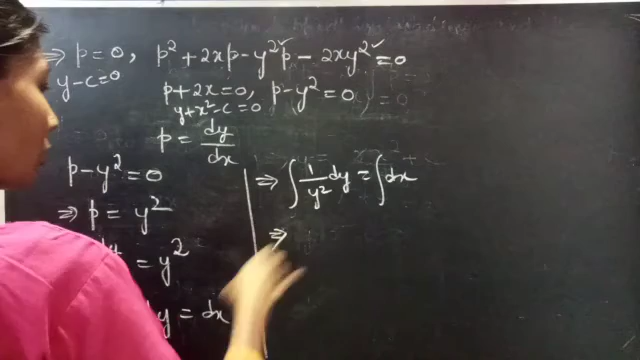 ⇒ p = 0, p² + 2xp - y²p - 2xy² = 0
y - c = 0
p + 2x = 0, p - y² = 0
y + x² - c = 0
p = dy/dx
p - y² = 0
⇒ p = y²
= y²
y = dx
⇒ ∫ 1/y² dy = ∫ dx
⇒